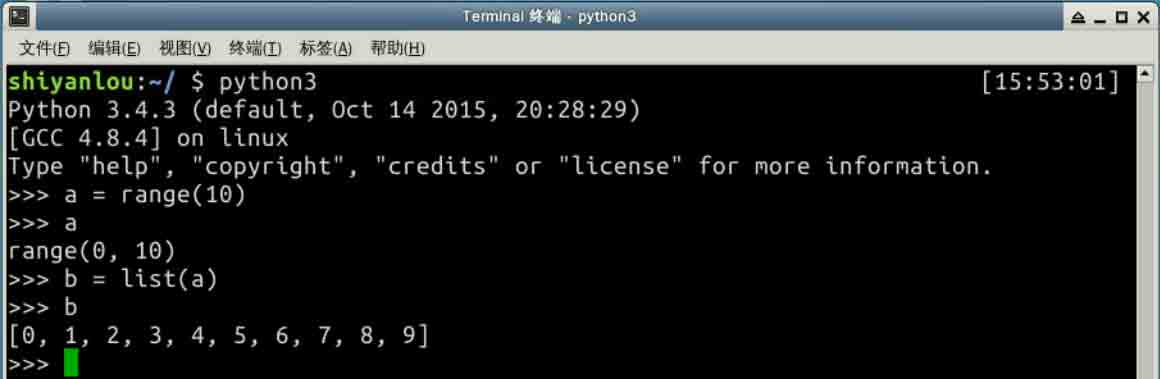 Terminal 终端 - python3
文件(F) 编辑(E) 视图(V) 终端(T) 标签(A) 帮助(H)
shiyanlou:~/ $ python3 [15:53:01]
Python 3.4.3 (default, Oct 14 2015, 20:28:29)
[GCC 4.8.4] on linux
Type "help", "copyright", "credits" or "license" for more information.
>>> a = range(10)
>>> a
range(0, 10)
>>> b = list(a)
>>> b
[0, 1, 2, 3, 4, 5, 6, 7, 8, 9]
>>>